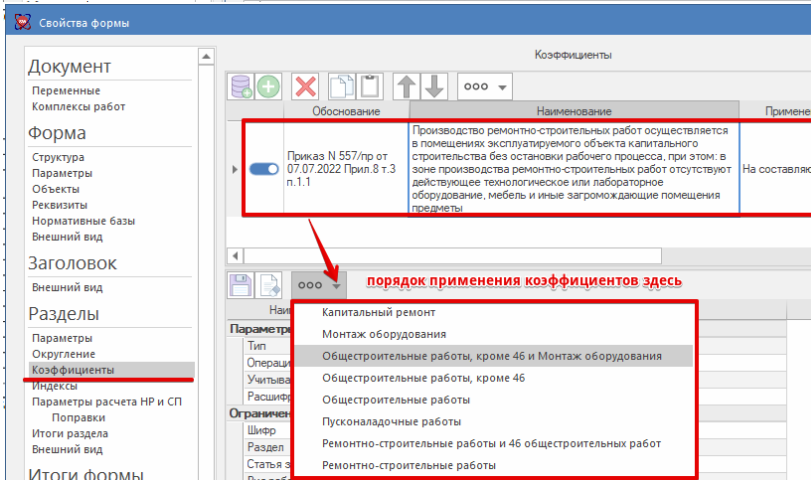 Свойства формы
Документ
Переменные
Комплексы работ
Форма
Структура
Параметры
Объекты
Реквизиты
Нормативные базы
Внешний вид
Заголовок
Внешний вид
Разделы
Параметры
Округление
Коэффициенты
Индексы
Параметры расчета НР и СП
Поправки
Итоги раздела
Внешний вид
Итоги формы
Коэффициенты
Обоснование
Наименование
Примене
Приказ N 557/пр от
07.07.2022 Прил.8 т.3
п.1.1
Производство ремонтно-строительных работ осуществляется
в помещениях эксплуатируемого объекта капитального
строительства без остановки рабочего процесса, при этом: в
зоне производства ремонтно-строительных работ отсутствуют
действующее технологическое или лабораторное
оборудование, мебель и иные загромождающие помещения
предметы
На составляю
порядок применения коэффициентов здесь
Наи
Параметры
Тип
Операци
Учитыва
Расшифр
Ограничен
Шифр
Раздел
Статья з
Капитальный ремонт
Монтаж оборудования
Общестроительные работы, кроме 46 и Монтаж оборудования
Общестроительные работы, кроме 46
Общестроительные работы
Пусконаладочные работы
Ремонтно-строительные работы и 46 общестроительных работ
Ремонтно-строительные работы